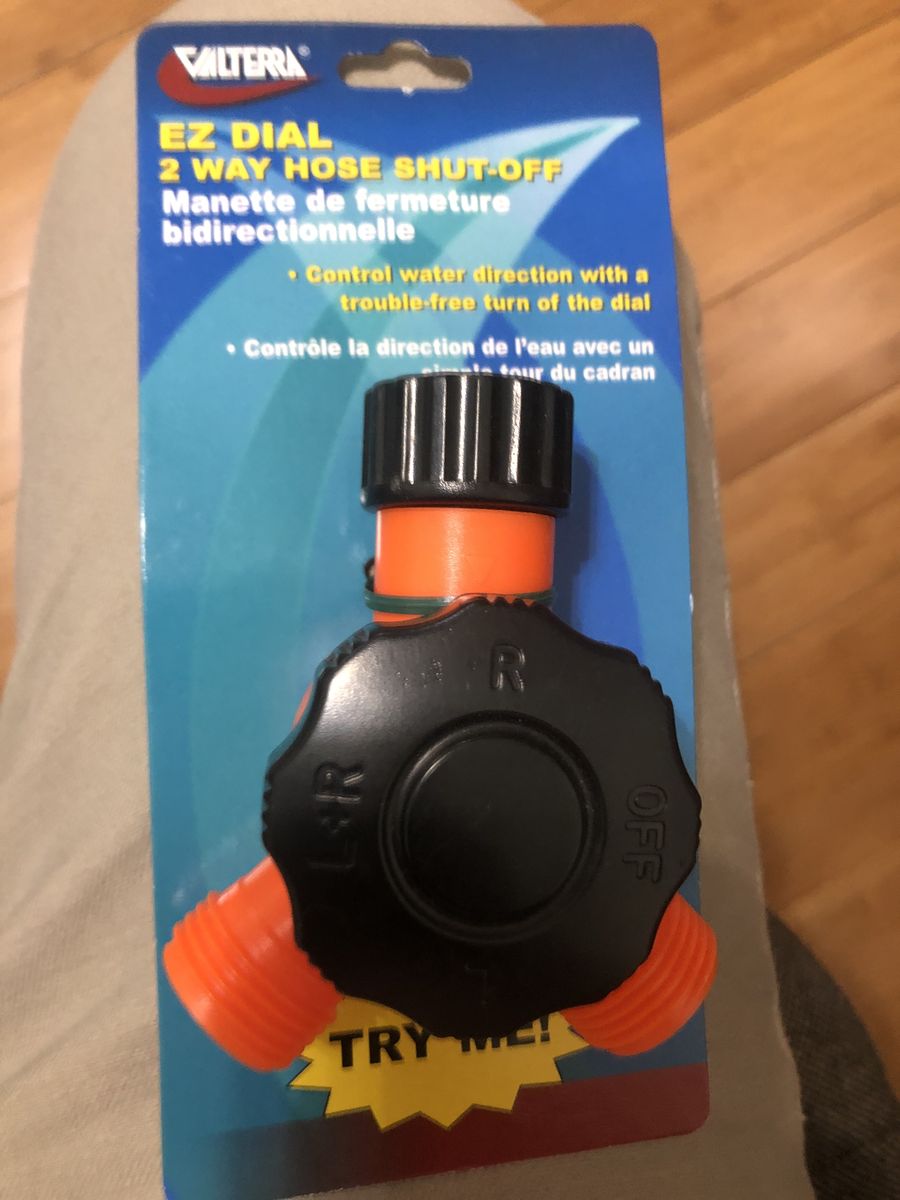 VALTERRA®
EZ DIAL
2 WAY HOSE SHUT-OFF
Manette de fermeture
bidirectionnelle
• Control water direction with a
trouble-free turn of the dial
• Contrôle la direction de l'eau avec un
simple tour du cadran
R
L+R
OFF
L
TRY ME!